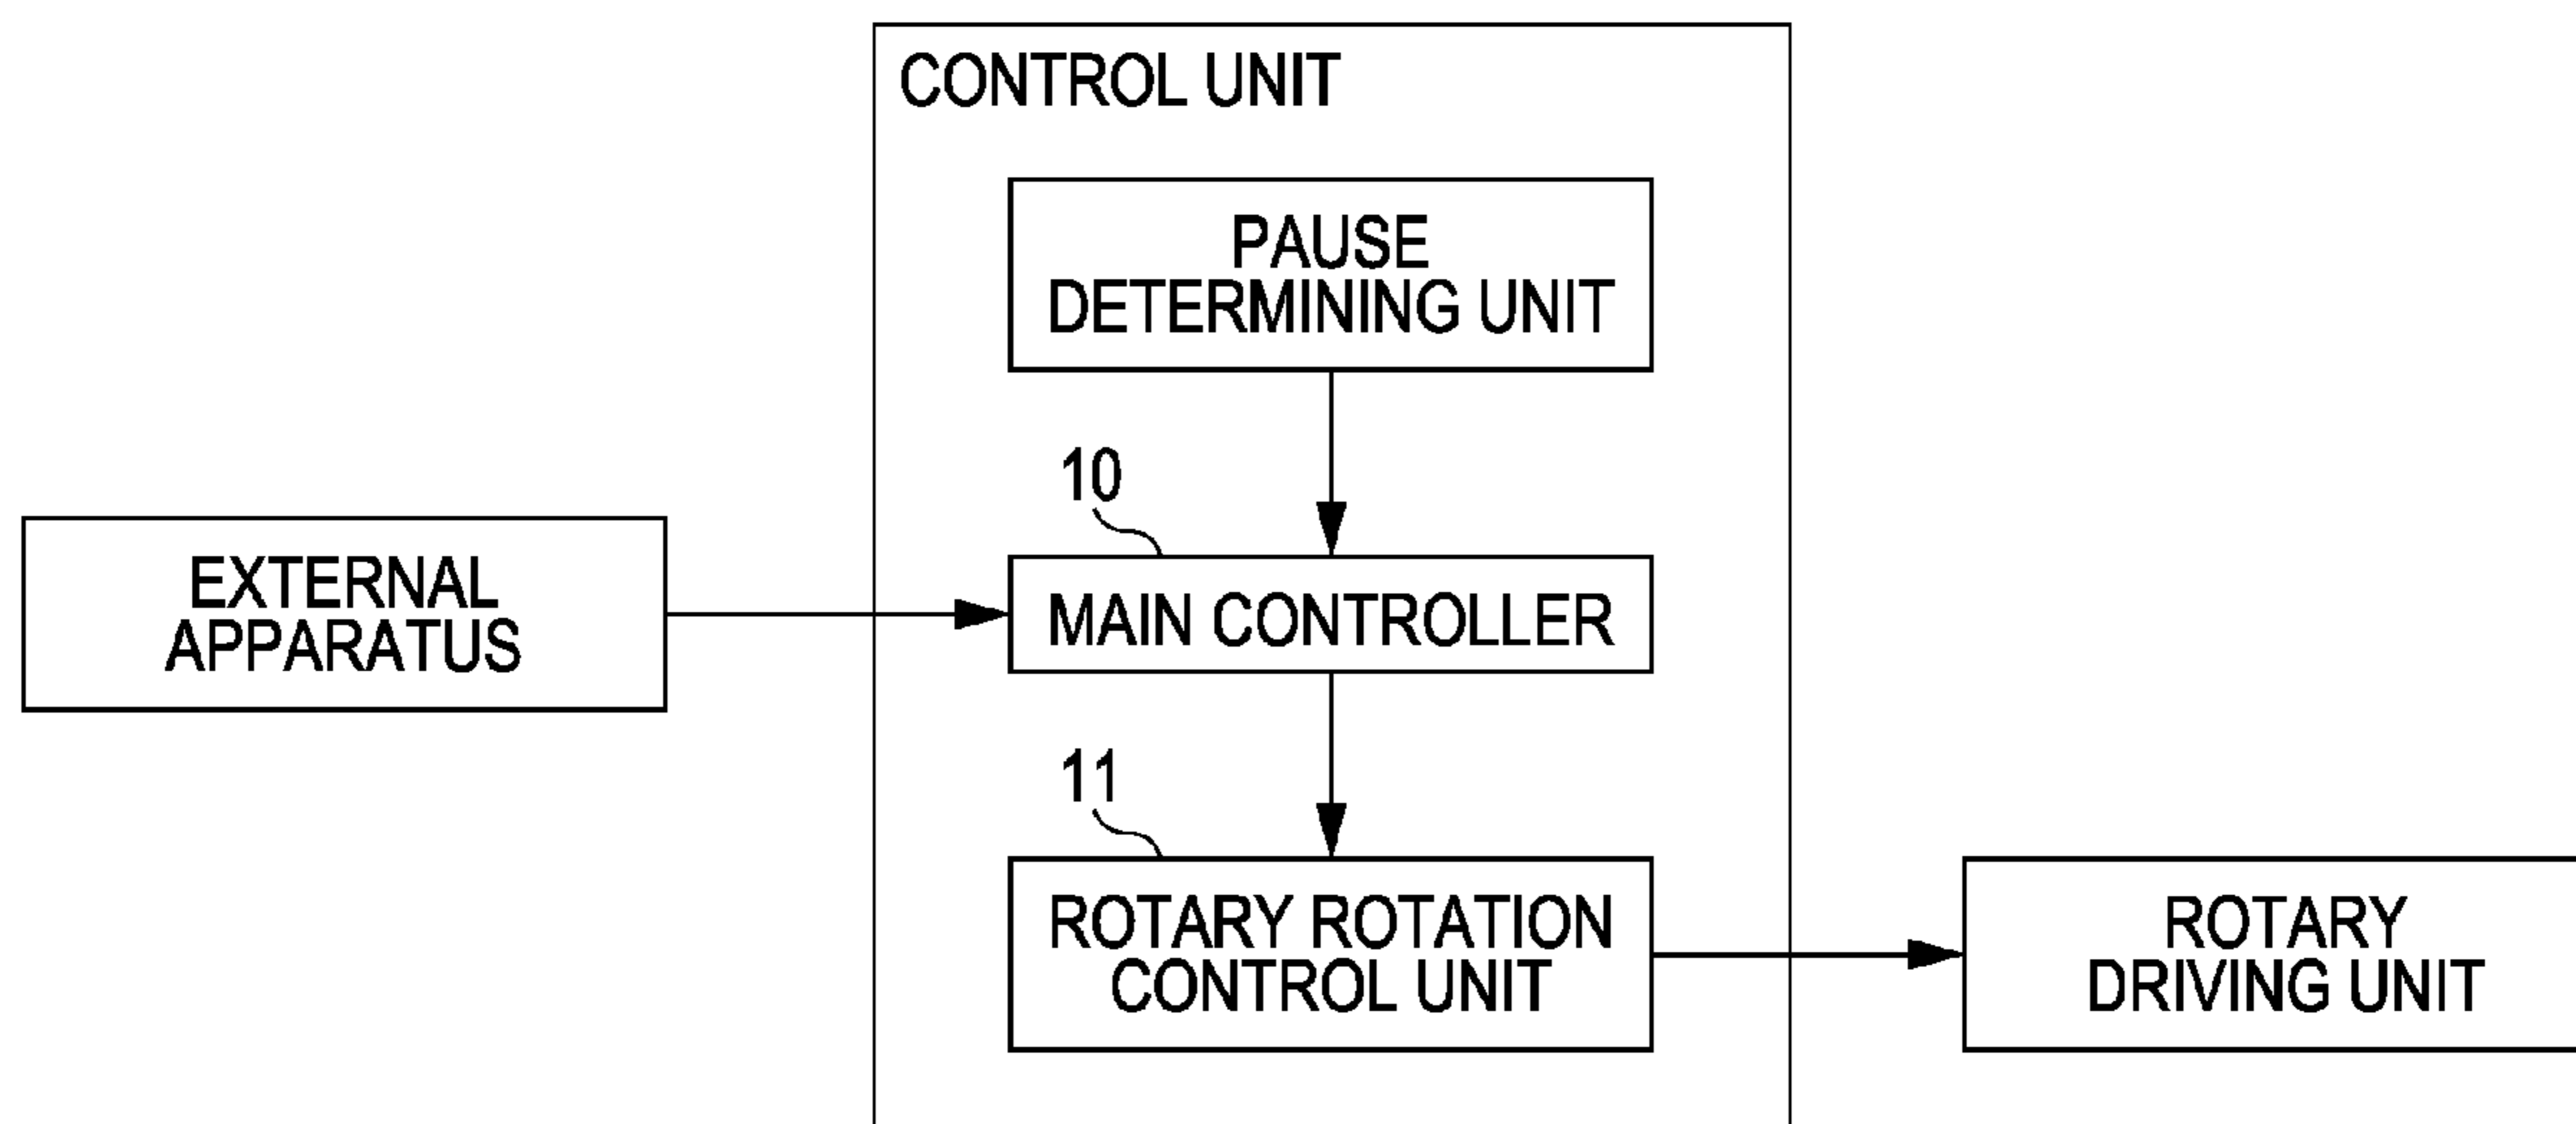 CONTROL UNIT
PAUSE
DETERMINING UNIT
10
EXTERNAL
APPARATUS
MAIN CONTROLLER
11
ROTARY ROTATION
CONTROL UNIT
ROTARY
DRIVING UNIT